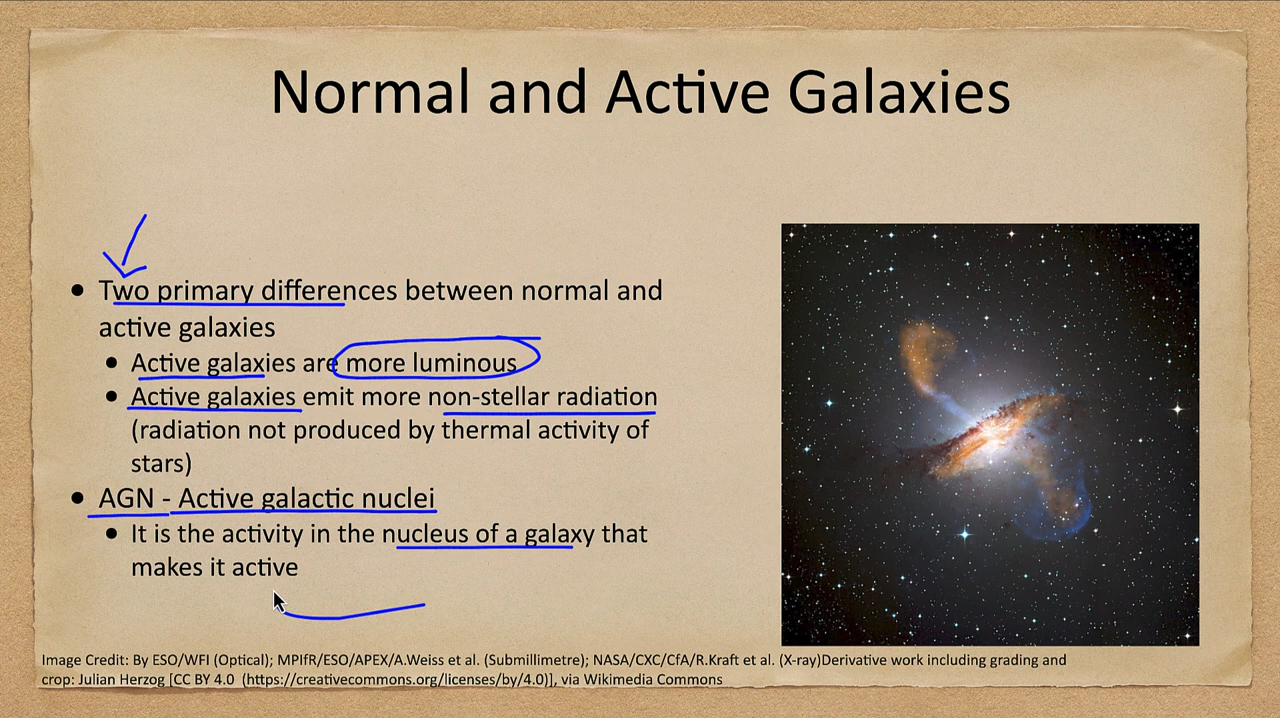 Normal and Active Galaxies
• Two primary differences between normal and
active galaxies
• Active galaxies are more luminous
• Active galaxies emit more non-stellar radiation
(radiation not produced by thermal activity of
stars)
• AGN - Active galactic nuclei
• It is the activity in the nucleus of a galaxy that
makes it active
Image Credit: By ESO/WFI (Optical); MPIfR/ESO/APEX/A.Weiss et al. (Submillimetre); NASA/CXC/CfA/R.Kraft et al. (X-ray)Derivative work including grading and
crop: Julian Herzog [CC BY 4.0 (https://creativecommons.org/licenses/by/4.0)], via Wikimedia Commons